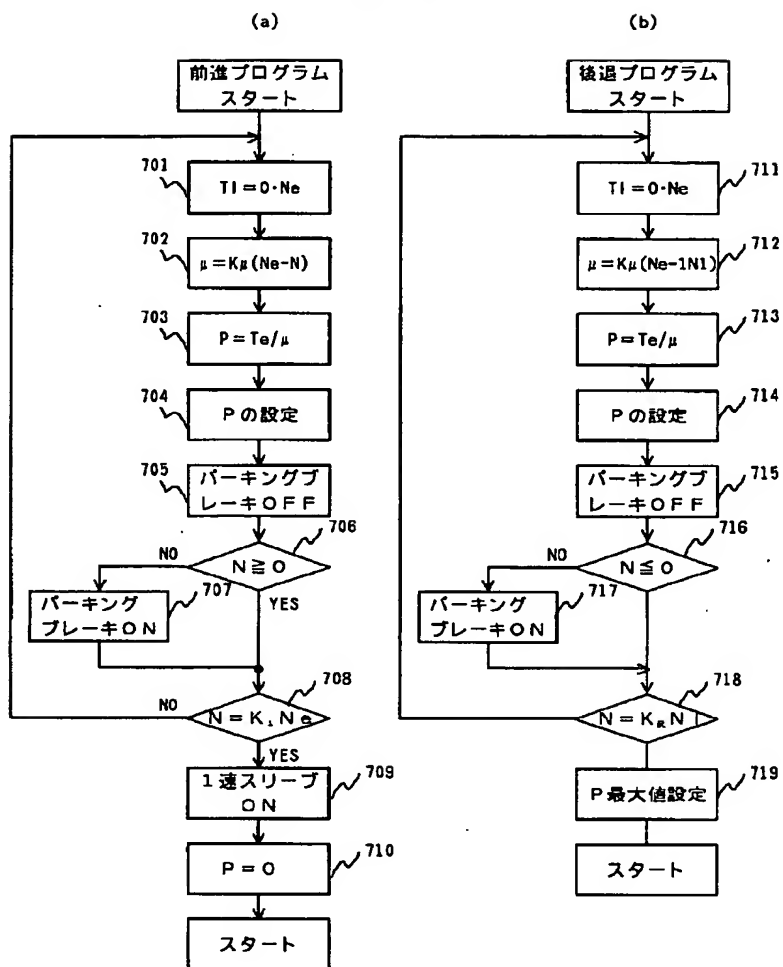 (a)
前進プログラム
スタート
701
TI=0·Ne
702
μ=Kμ(Ne-N)
703
P=Te/μ
704
Pの設定
705
パーキングブ
レーキOFF
706
NO
N≧0
YES
707
パーキング
ブレーキON
708
NO
N=K₁Ne
YES
709
1速スリーブ
ON
710
P=0
スタート
(b)
後退プログラム
スタート
711
TI=0·Ne
712
μ=Kμ(Ne-1N1)
713
P=Te/μ
714
Pの設定
715
パーキングブ
レーキOFF
716
NO
N≦0
717
パーキング
ブレーキON
718
N=KRN|
719
P最大値設定
スタート